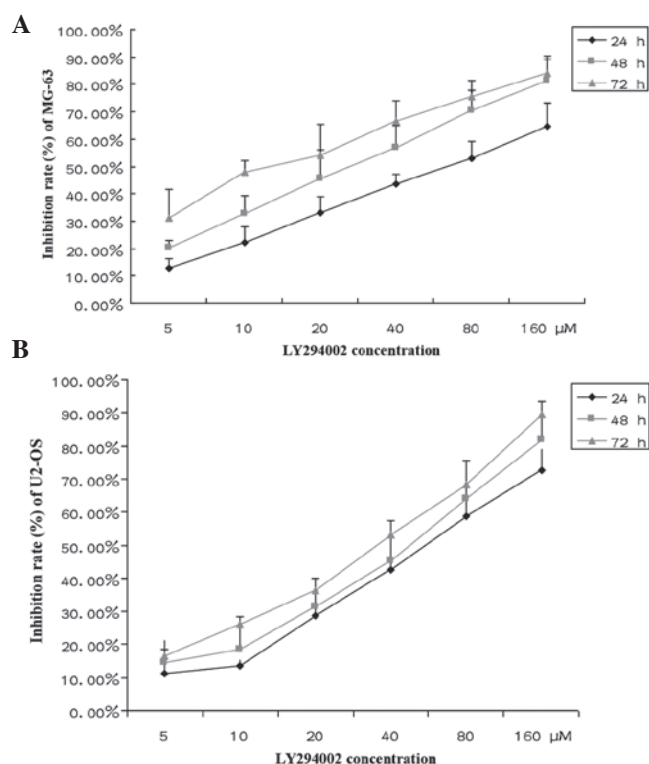 A
Inhibition rate (%) of MG-63
100.00%
90.00%
80.00%
70.00%
60.00%
50.00%
40.00%
30.00%
20.00%
10.00%
0.00%
5 10 20 40 80 160 µM
LY294002 concentration
24 h
48 h
72 h
B
Inhibition rate (%) of U2-OS
100.00%
90.00%
80.00%
70.00%
60.00%
50.00%
40.00%
30.00%
20.00%
10.00%
0.00%
5 10 20 40 80 160 µM
LY294002 concentration
24 h
48 h
72 h